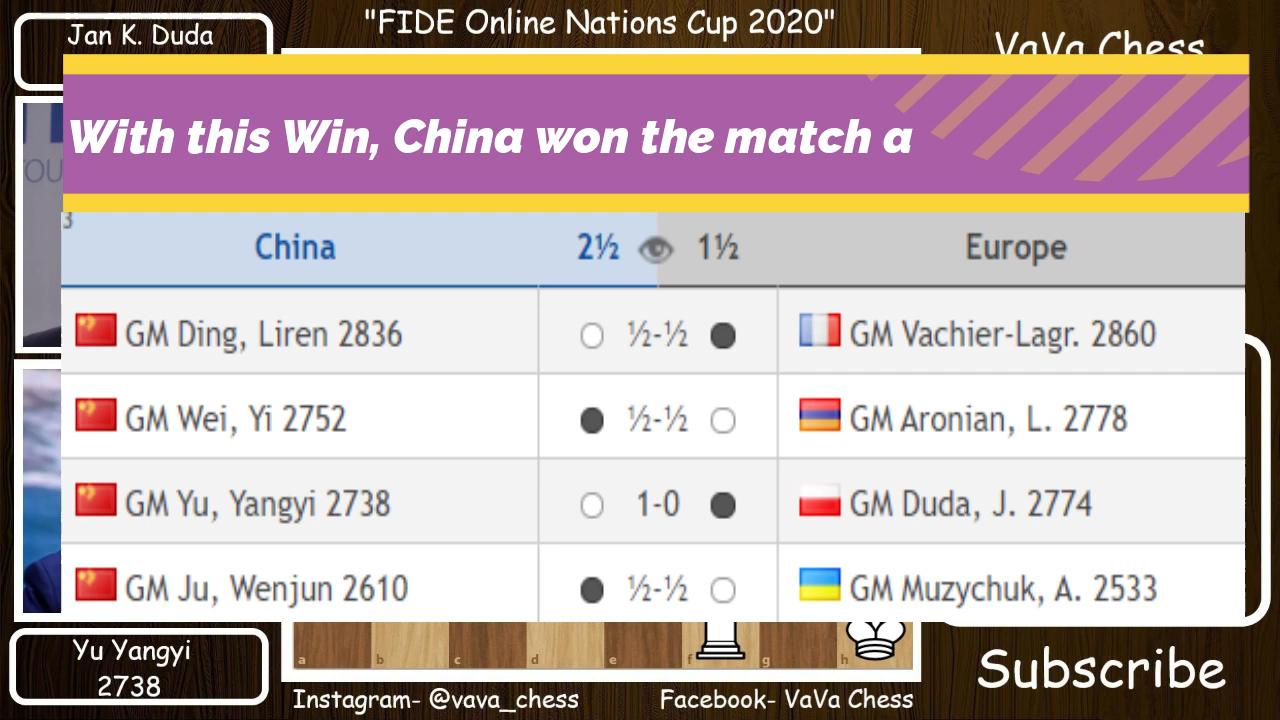 Jan K. Duda
"FIDE Online Nations Cup 2020"
VaVa Chess
With this Win, China won the match a
3
China 2½ 1½ Europe
GM Ding, Liren 2836 ½-½ GM Vachier-Lagr. 2860
GM Wei, Yi 2752 ½-½ GM Aronian, L. 2778
GM Yu, Yangyi 2738 1-0 GM Duda, J. 2774
GM Ju, Wenjun 2610 ½-½ GM Muzychuk, A. 2533
a b c d e f g h
Yu Yangyi
2738
Instagram- @vava_chess
Facebook- VaVa Chess
Subscribe